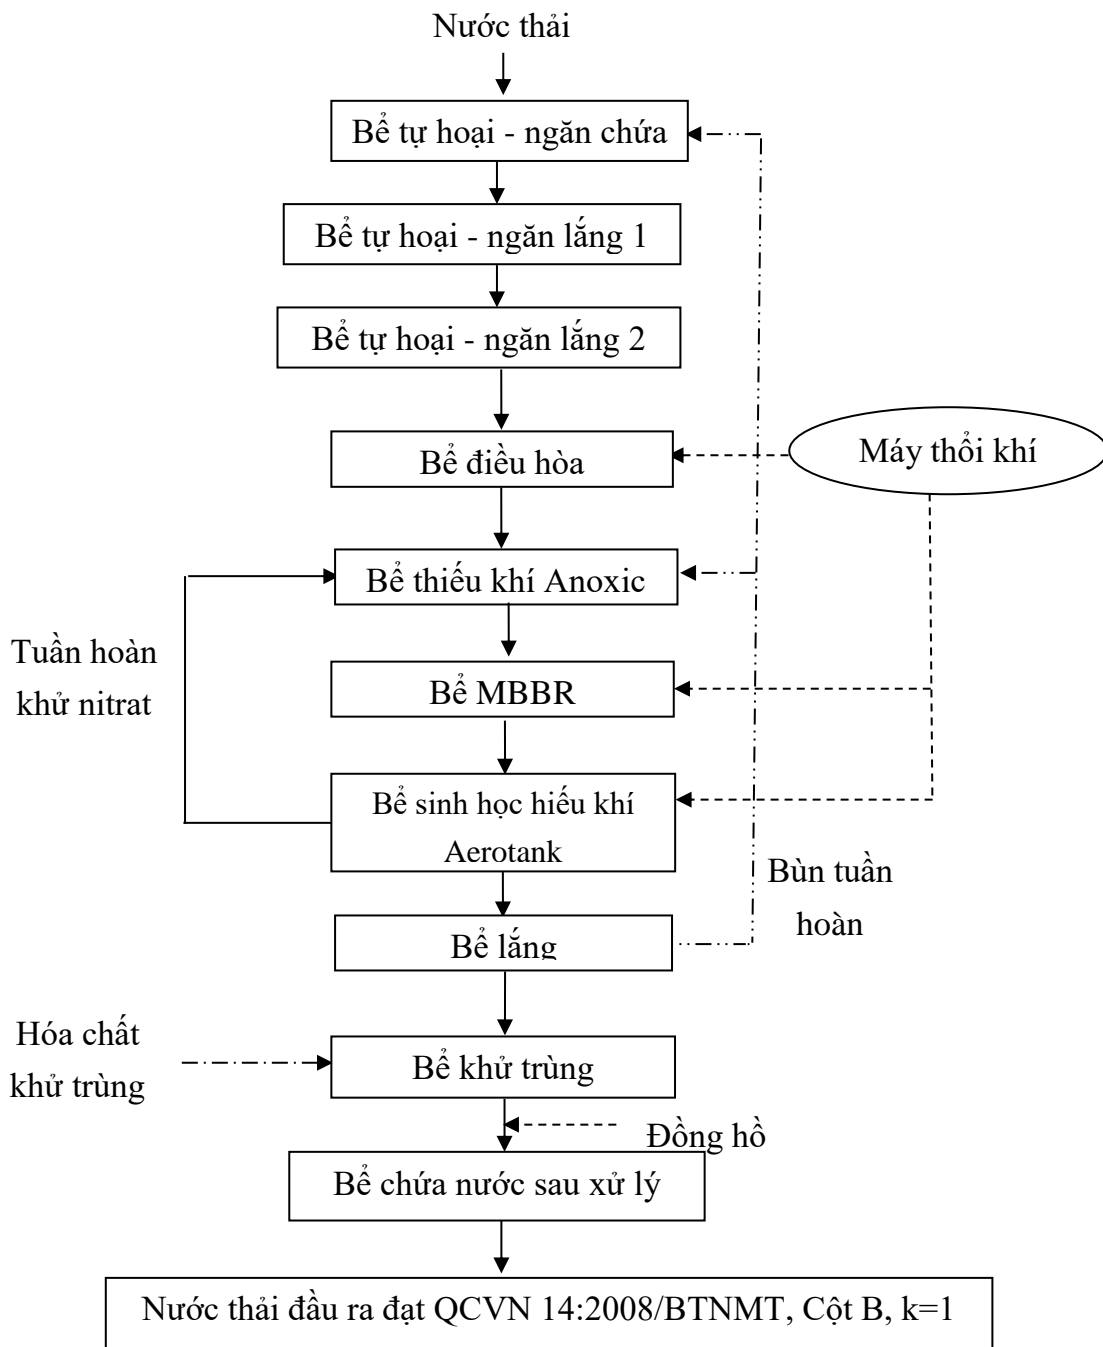 Nước thải
Bể tự hoại - ngăn chứa
Bể tự hoại - ngăn lắng 1
Bể tự hoại - ngăn lắng 2
Bể điều hòa
Máy thổi khí
Bể thiếu khí Anoxic
Tuần hoàn
khử nitrat
Bể MBBR
Bể sinh học hiếu khí
Aerotank
Bùn tuần
hoàn
Bể lắng
Hóa chất
khử trùng
Bể khử trùng
Đồng hồ
Bể chứa nước sau xử lý
Nước thải đầu ra đạt QCVN 14:2008/BTNMT, Cột B, k=1